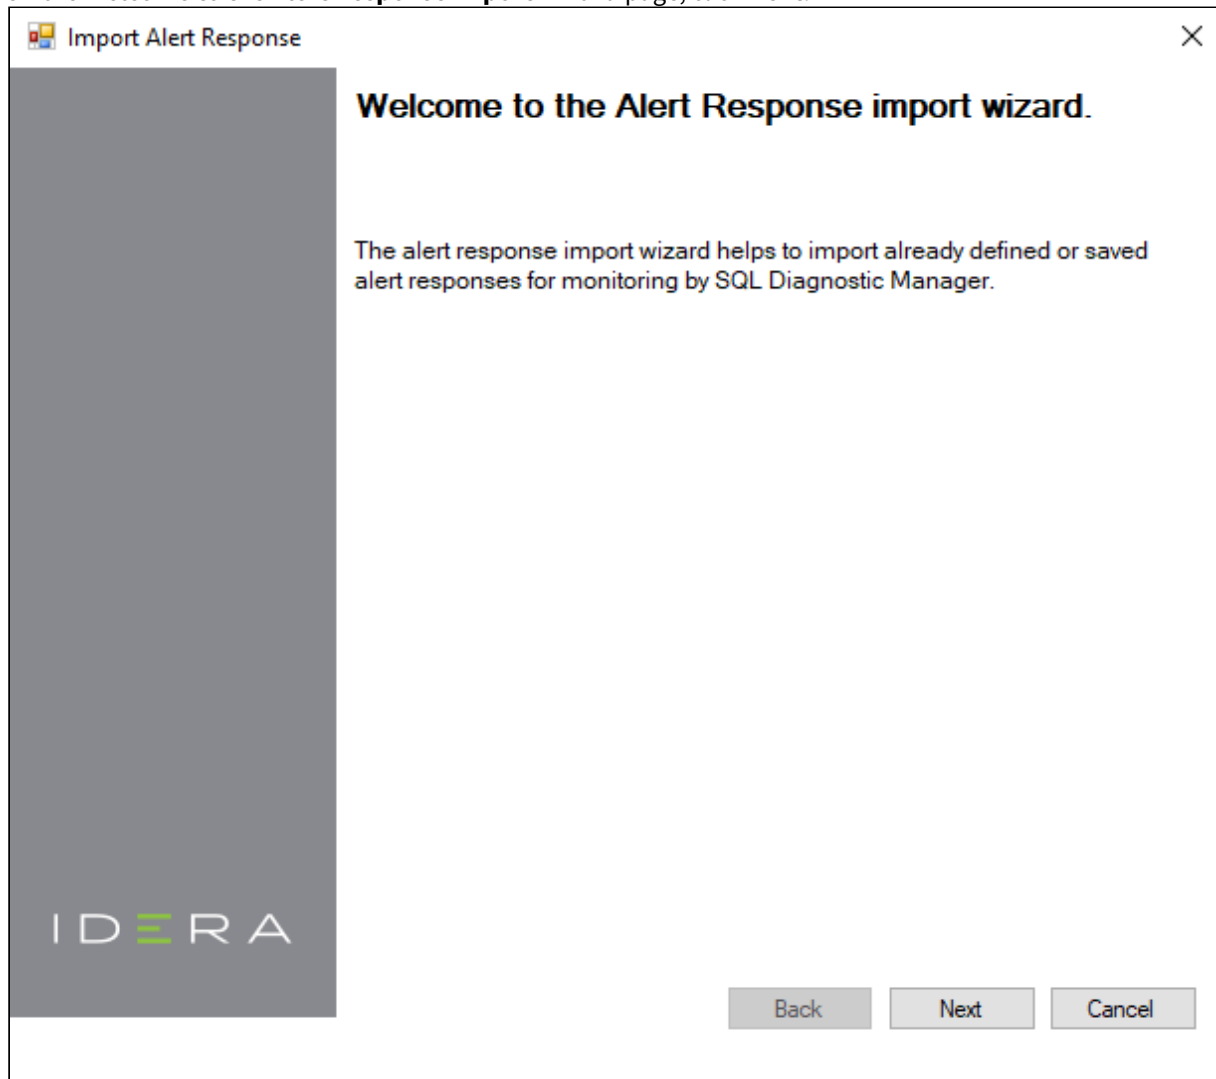 Import Alert Response
Welcome to the Alert Response import wizard.
The alert response import wizard helps to import already defined or saved
alert responses for monitoring by SQL Diagnostic Manager.
IDERA
Back Next Cancel